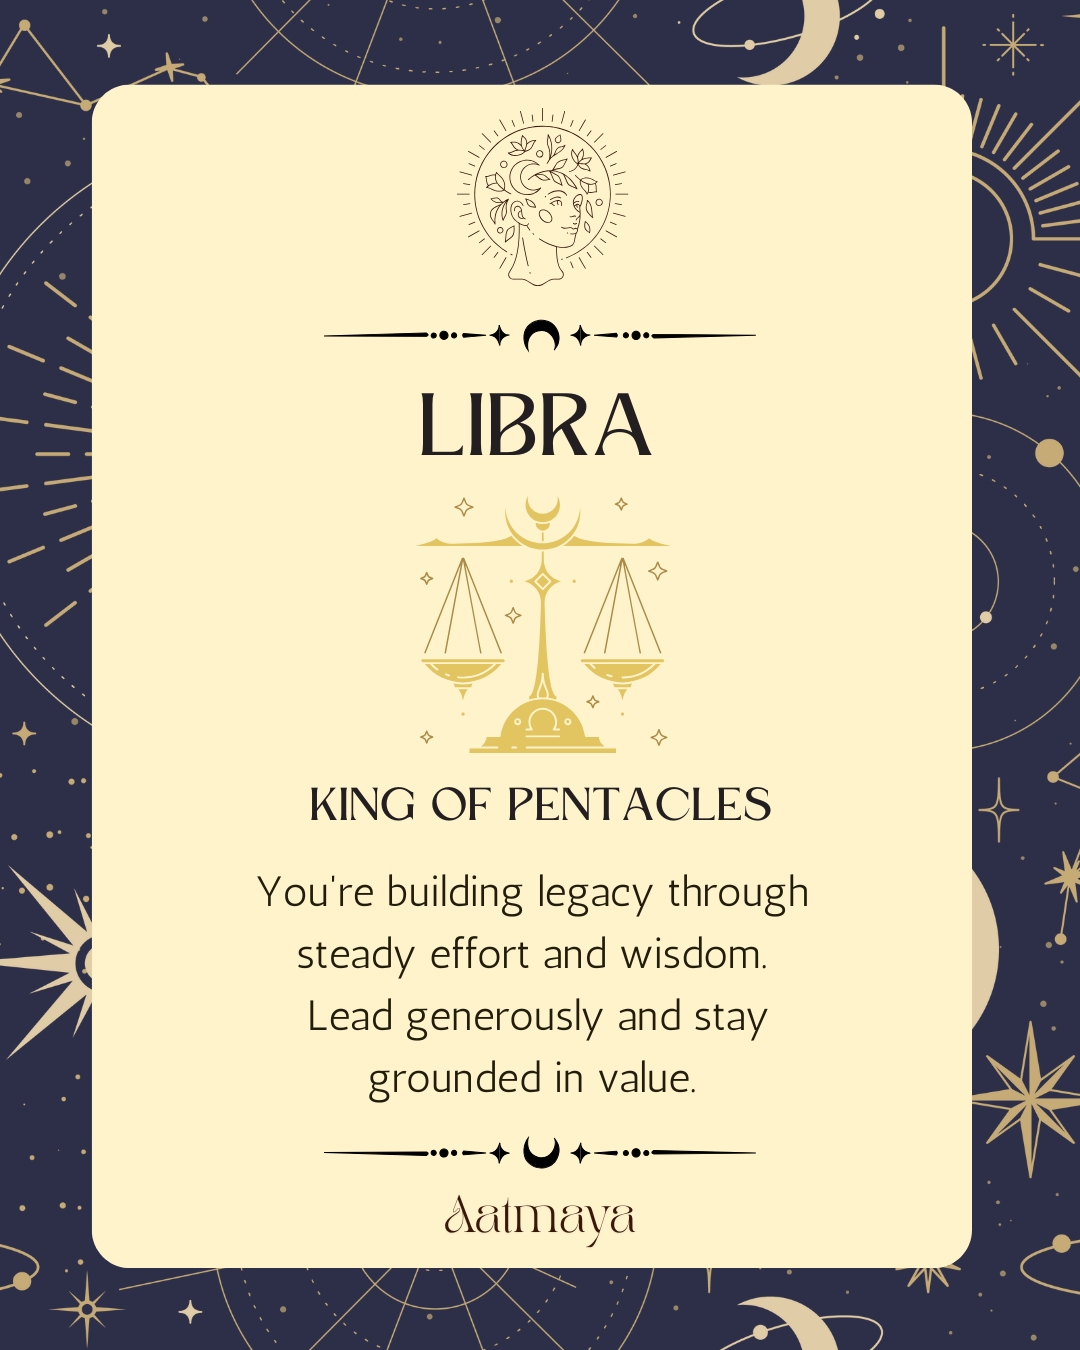 LIBRA
KING OF PENTACLES
You're building legacy through
steady effort and wisdom.
Lead generously and stay
grounded in value.
Aatmaya